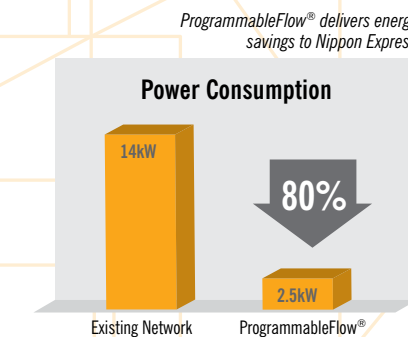 ProgrammableFlow® delivers energ
savings to Nippon Expres
Power Consumption
14kW
80%
2.5kW
Existing Network
ProgrammableFlow®